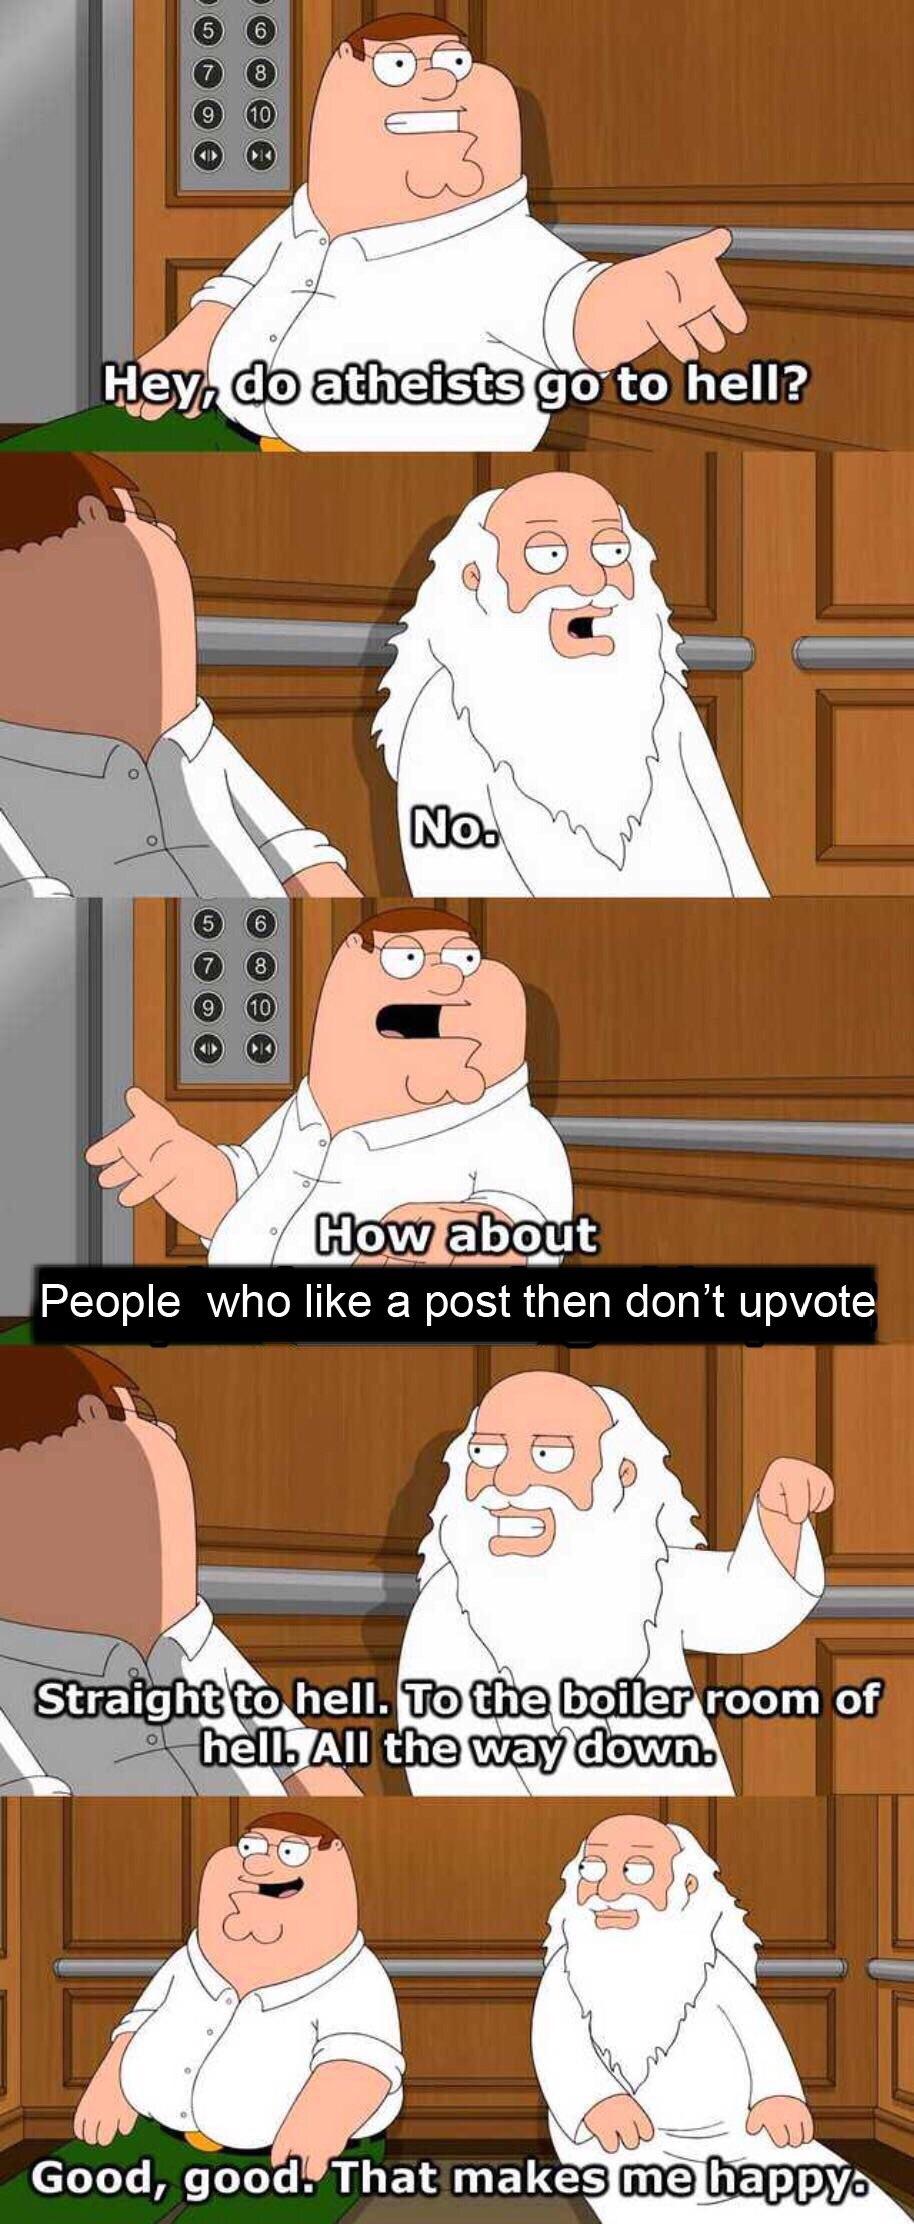 5 6
7 8
9 10
Hey, do atheists go to hell?
No.
5 6
7 8
9 10
How about
People who like a post then don't upvote
Straight to hell. To the boiler room of
hell. All the way down.
Good, good. That makes me happy.